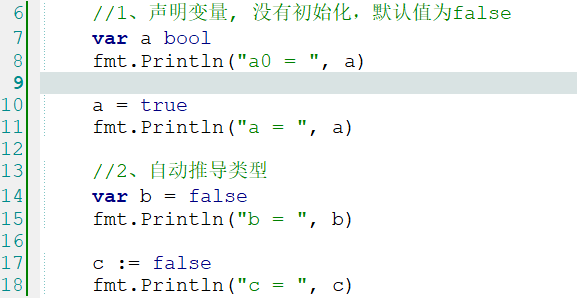 6 //1、声明变量, 没有初始化，默认值为false
7 var a bool
8 fmt.Println("a0 = ", a)
9
10 a = true
11 fmt.Println("a = ", a)
12
13 //2、自动推导类型
14 var b = false
15 fmt.Println("b = ", b)
16
17 c := false
18 fmt.Println("c = ", c)